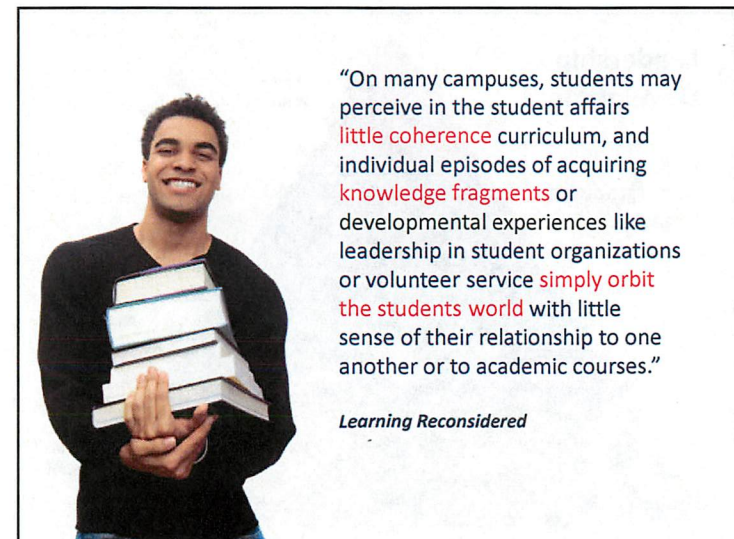 “On many campuses, students may
perceive in the student affairs
little coherence curriculum, and
individual episodes of acquiring
knowledge fragments or
developmental experiences like
leadership in student organizations
or volunteer service simply orbit
the students world with little
sense of their relationship to one
another or to academic courses.”
Learning Reconsidered